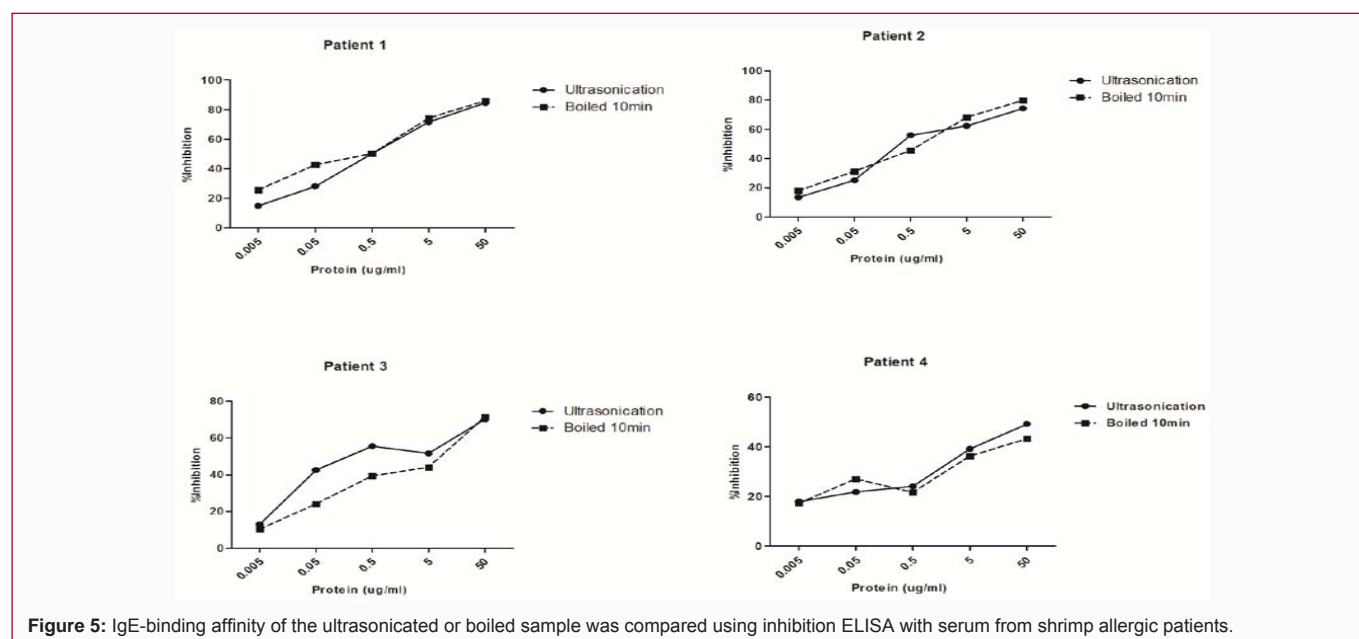 Patient 1
100
80
60
40
20
0
%Inhibition
0.005
0.05
0.5
5
50
Protein (ug/ml)
Ultrasonication
Boiled 10min
Patient 2
100
80
60
40
20
0
%Inhibition
0.005
0.05
0.5
5
50
Protein (ug/ml)
Ultrasonication
Boiled 10min
Patient 3
80
60
40
20
0
%Inhibition
0.005
0.05
0.5
5
50
Protein (ug/ml)
Ultrasonication
Boiled 10min
Patient 4
60
40
20
0
%Inhibition
0.005
0.05
0.5
5
50
Protein (ug/ml)
Ultrasonication
Boiled 10min
Figure 5: IgE-binding affinity of the ultrasonicated or boiled sample was compared using inhibition ELISA with serum from shrimp allergic patients.